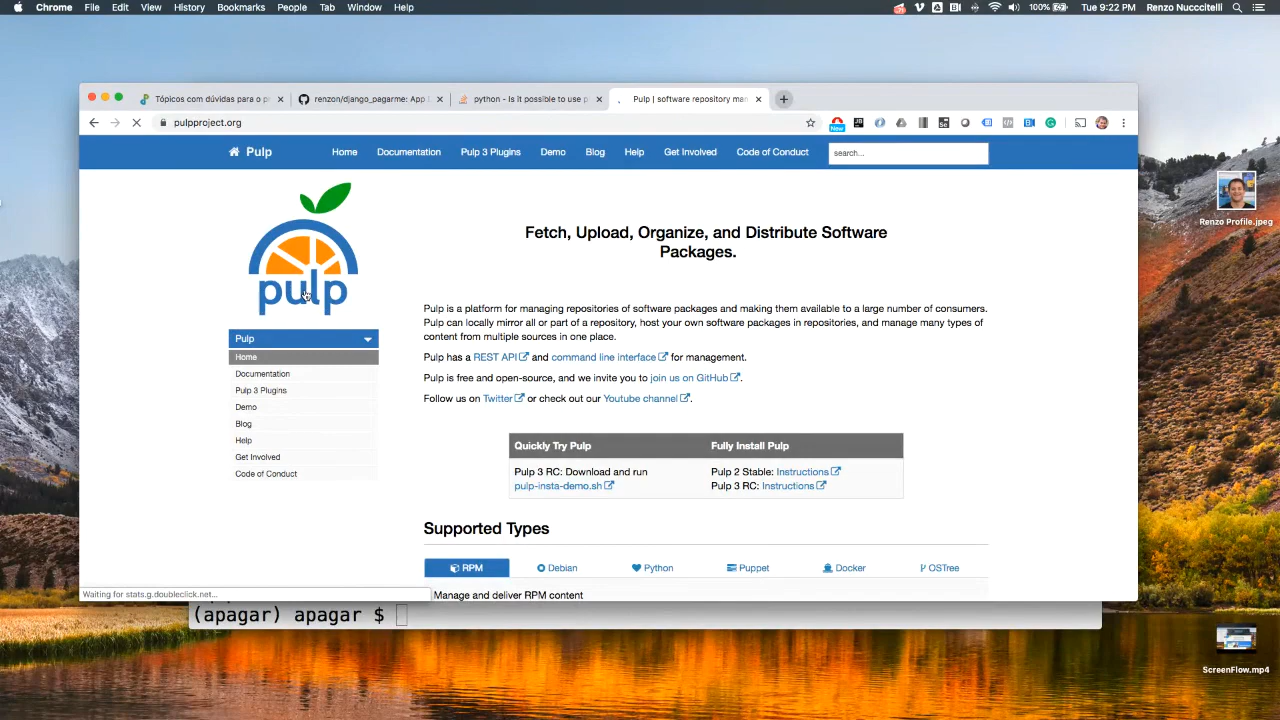 Chrome File Edit View History Bookmarks People Tab Window Help 100% Tue 9:22 PM Renzo Nuccitelli
Tópicos com dúvidas para o p
renzon/django_pagarme: App
python - Is it possible to use p
Pulp | software repository man
pulpproject.org
New
Pulp
Home Documentation Pulp 3 Plugins Demo Blog Help Get Involved Code of Conduct search...
pulp
Fetch, Upload, Organize, and Distribute Software
Packages.
Pulp is a platform for managing repositories of software packages and making them available to a large number of consumers.
Pulp can locally mirror all or part of a repository, host your own software packages in repositories, and manage many types of
content from multiple sources in one place.
Pulp has a REST API and command line interface for management.
Pulp is free and open-source, and we invite you to join us on GitHub.
Follow us on Twitter or check out our Youtube channel.
Pulp
Home
Documentation
Pulp 3 Plugins
Demo
Blog
Help
Get Involved
Code of Conduct
Quickly Try Pulp Fully Install Pulp
Pulp 3 RC: Download and run
pulp-insta-demo.sh
Pulp 2 Stable: Instructions
Pulp 3 RC: Instructions
Supported Types
RPM Debian Python Puppet Docker OSTree
Manage and deliver RPM content
Waiting for stats.g.doubleclick.net...
(apagar) apagar $
Renzo Profile.jpeg
ScreenFlow.mp4